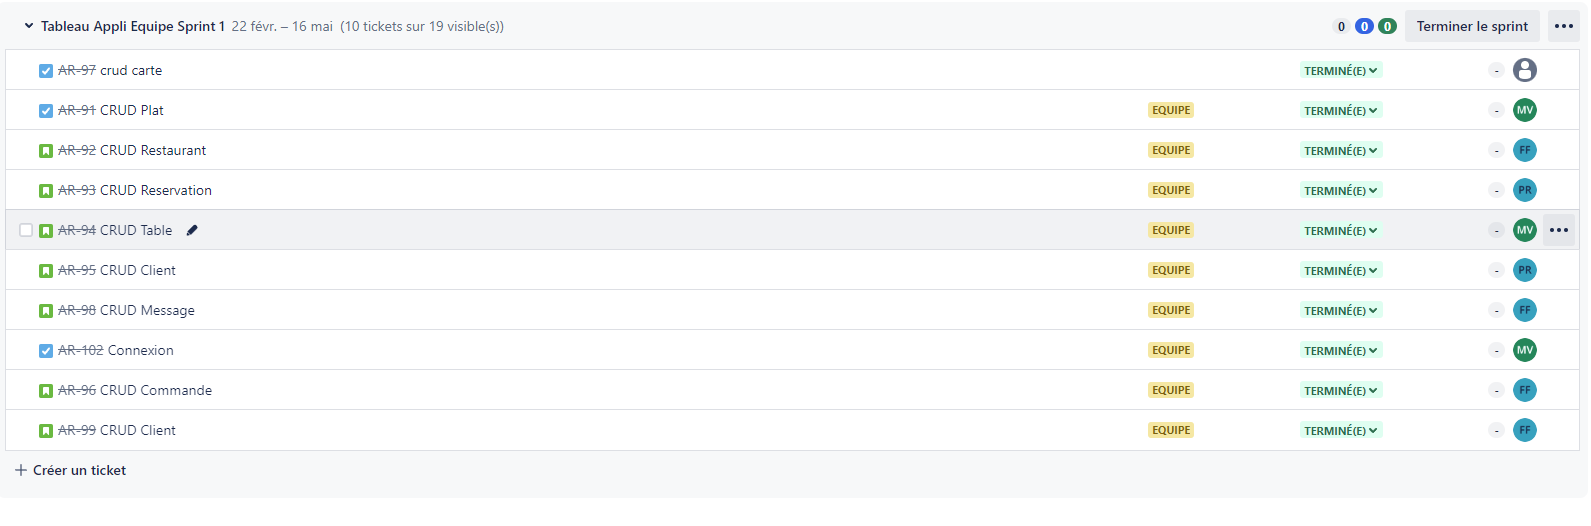 Tableau Appli Equipe Sprint 1 22 févr. – 16 mai (10 tickets sur 19 visible(s)) 0 0 0 Terminer le sprint
AR-97 crud carte TERMINÉ(E) -
AR-91 CRUD Plat EQUIPE TERMINÉ(E) - MV
AR-92 CRUD Restaurant EQUIPE TERMINÉ(E) - FF
AR-93 CRUD Reservation EQUIPE TERMINÉ(E) - PR
AR-94 CRUD Table EQUIPE TERMINÉ(E) - MV
AR-95 CRUD Client EQUIPE TERMINÉ(E) - PR
AR-98 CRUD Message EQUIPE TERMINÉ(E) - FF
AR-102 Connexion EQUIPE TERMINÉ(E) - MV
AR-96 CRUD Commande EQUIPE TERMINÉ(E) - FF
AR-99 CRUD Client EQUIPE TERMINÉ(E) - FF
+ Créer un ticket